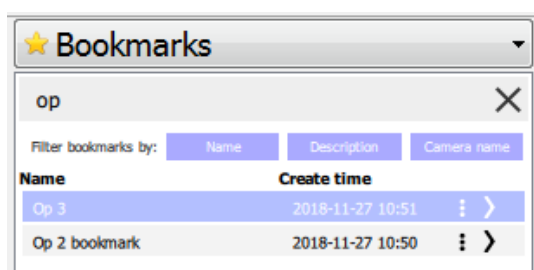 Bookmarks
op
Filter bookmarks by: Name Description Camera name
Name Create time
Op 3 2018-11-27 10:51
Op 2 bookmark 2018-11-27 10:50